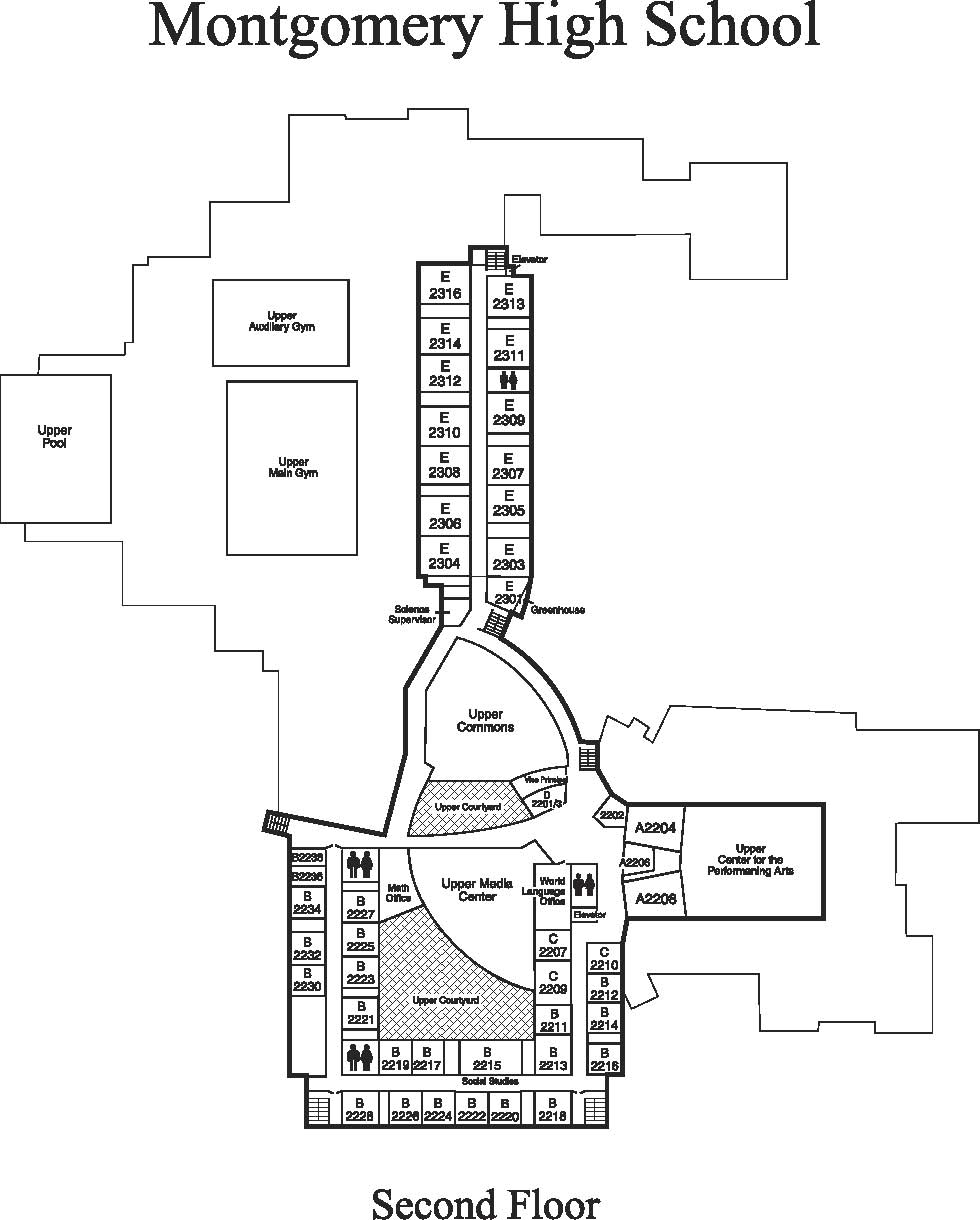 Montgomery High School
Elevator
E
2316
E
2313
E
2314
E
2311
E
2312
E
2309
E
2310
E
2308
E
2307
E
2306
E
2305
E
2304
E
2303
E
2301
Greenhouse
Science
Supervisor
Upper
Auxiliary Gym
Upper
Pool
Upper
Main Gym
Upper
Commons
Vice Principal
D
2201/3
Upper Courtyard
2202
A2204
A2206
A2208
Upper
Center for the
Performaning Arts
B2238
B2236
B
2234
B
2232
B
2230
B
2227
B
2225
B
2223
B
2221
Math
Office
Upper Media
Center
World
Language
Office
Elevator
Upper Courtyard
C
2207
C
2209
B
2211
B
2213
C
2210
B
2212
B
2214
B
2216
B
2219
B
2217
B
2215
Social Studies
B
2228
B
2226
B
2224
B
2222
B
2220
B
2218
Second Floor